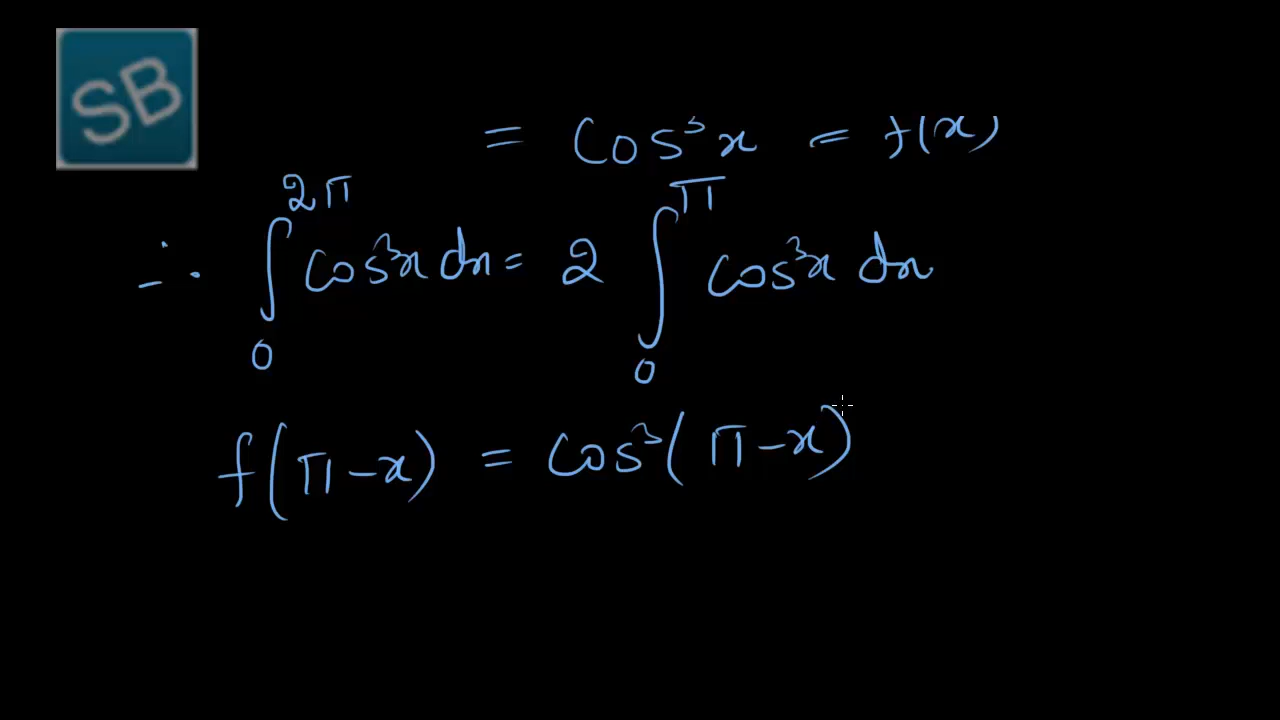 SB
= Cos³x = f(x)
∴ ∫₀^{2π} cos³x dx = 2 ∫₀^{π} cos³x dx
f(π-x) = cos³(π-x)